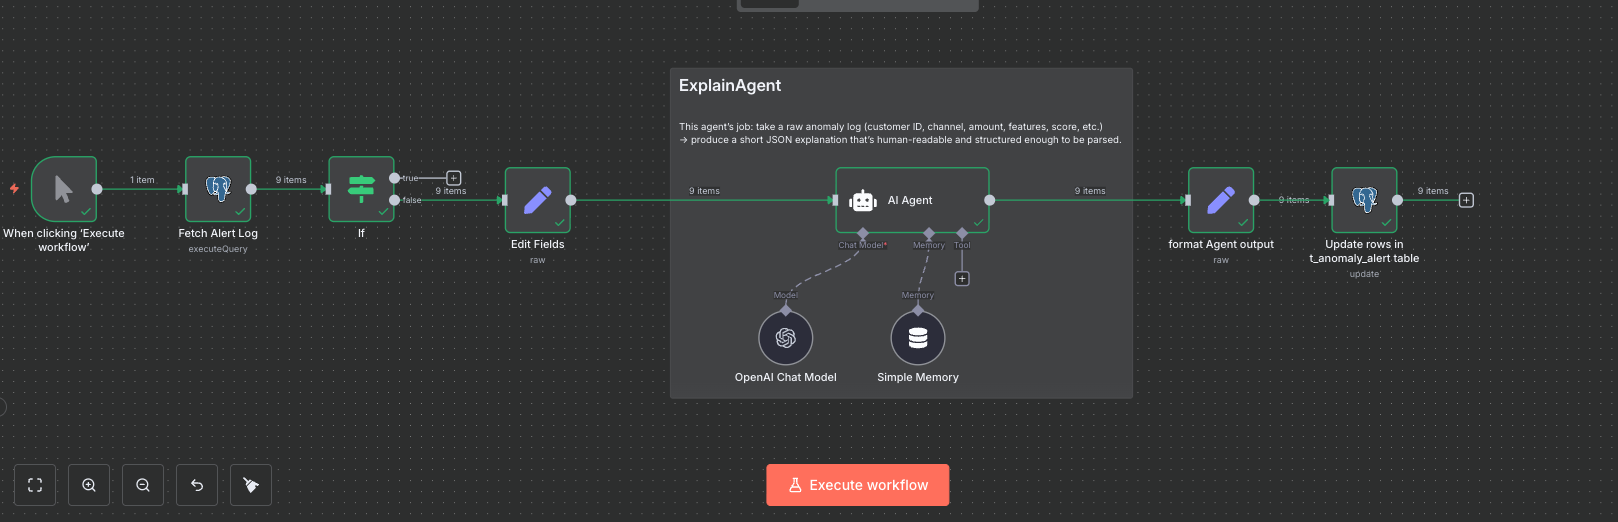 ExplainAgent
This agent's job: take a raw anomaly log (customer ID, channel, amount, features, score, etc.)
→ produce a short JSON explanation that's human-readable and structured enough to be parsed.
When clicking ‘Execute
workflow’
1 item
Fetch Alert Log
executeQuery
9 items
If
true
false
9 items
Edit Fields
raw
9 items
AI Agent
Chat Model*
Memory
Tool
Model
Memory
OpenAI Chat Model
Simple Memory
9 items
format Agent output
raw
9 items
Update rows in
t_anomaly_alert table
update
9 items
Execute workflow